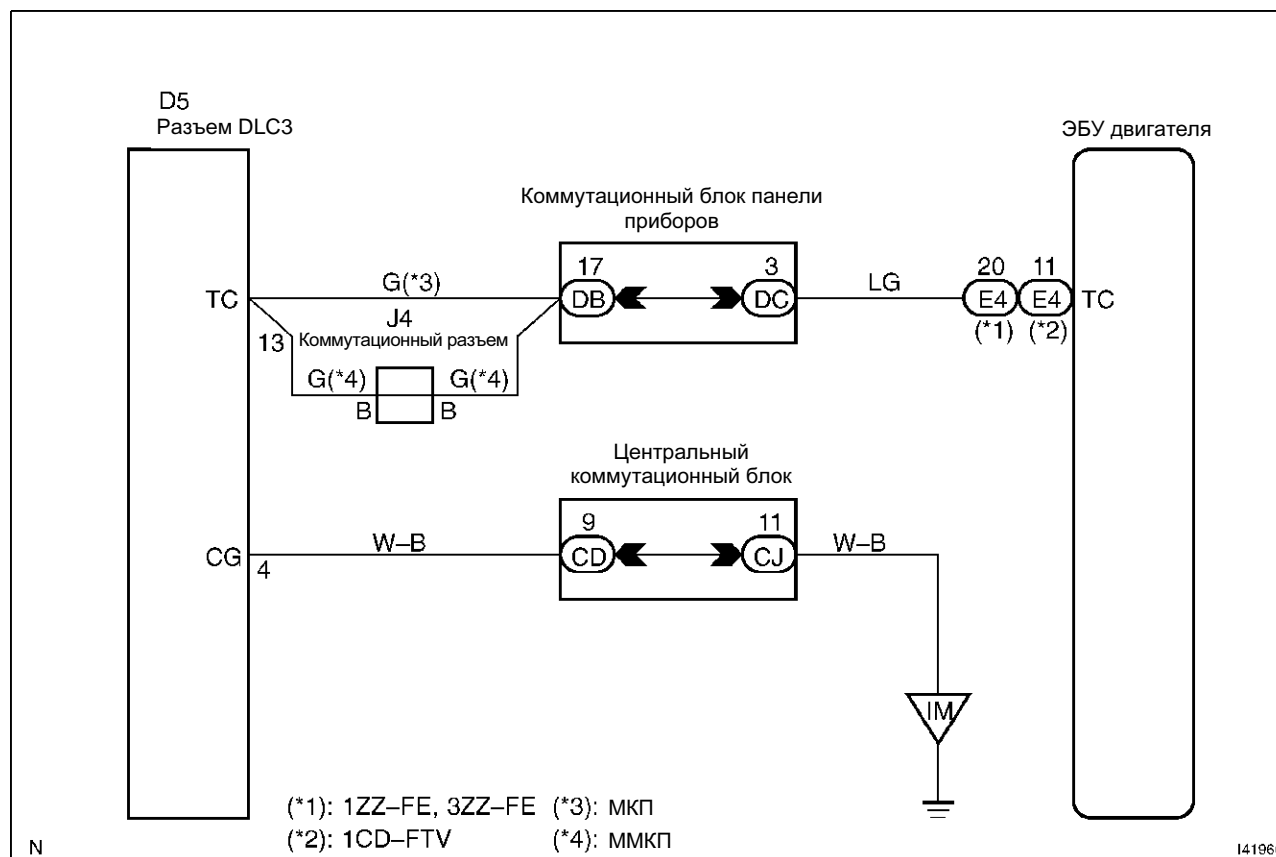 D5
Разъем DLC3
ЭБУ двигателя
Коммутационный блок панели
приборов
17
3
20
11
TC
G(*3)
DB
DC
LG
E4
E4
TC
(*1)
(*2)
J4
13
Коммутационный разъем
G(*4)
G(*4)
B
B
Центральный
коммутационный блок
9
11
CG
W–B
CD
CJ
W–B
4
IM
(*1): 1ZZ–FE, 3ZZ–FE (*3): МКП
(*2): 1CD–FTV (*4): ММКП
N